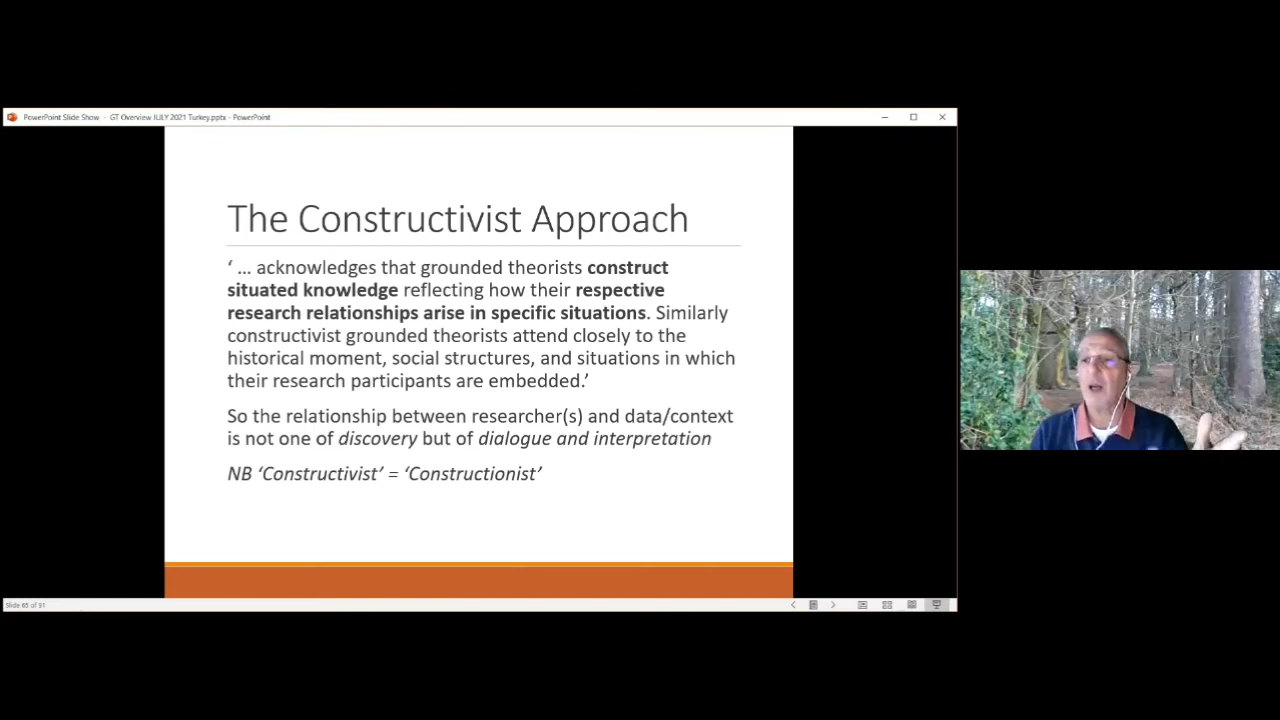 PowerPoint Slide Show - GT Overview JULY 2021 Turkey.pptx - PowerPoint
The Constructivist Approach
‘ … acknowledges that grounded theorists construct
situated knowledge reflecting how their respective
research relationships arise in specific situations. Similarly
constructivist grounded theorists attend closely to the
historical moment, social structures, and situations in which
their research participants are embedded.’
So the relationship between researcher(s) and data/context
is not one of discovery but of dialogue and interpretation
NB ‘Constructivist’ = ‘Constructionist’
Slide 65 of 91